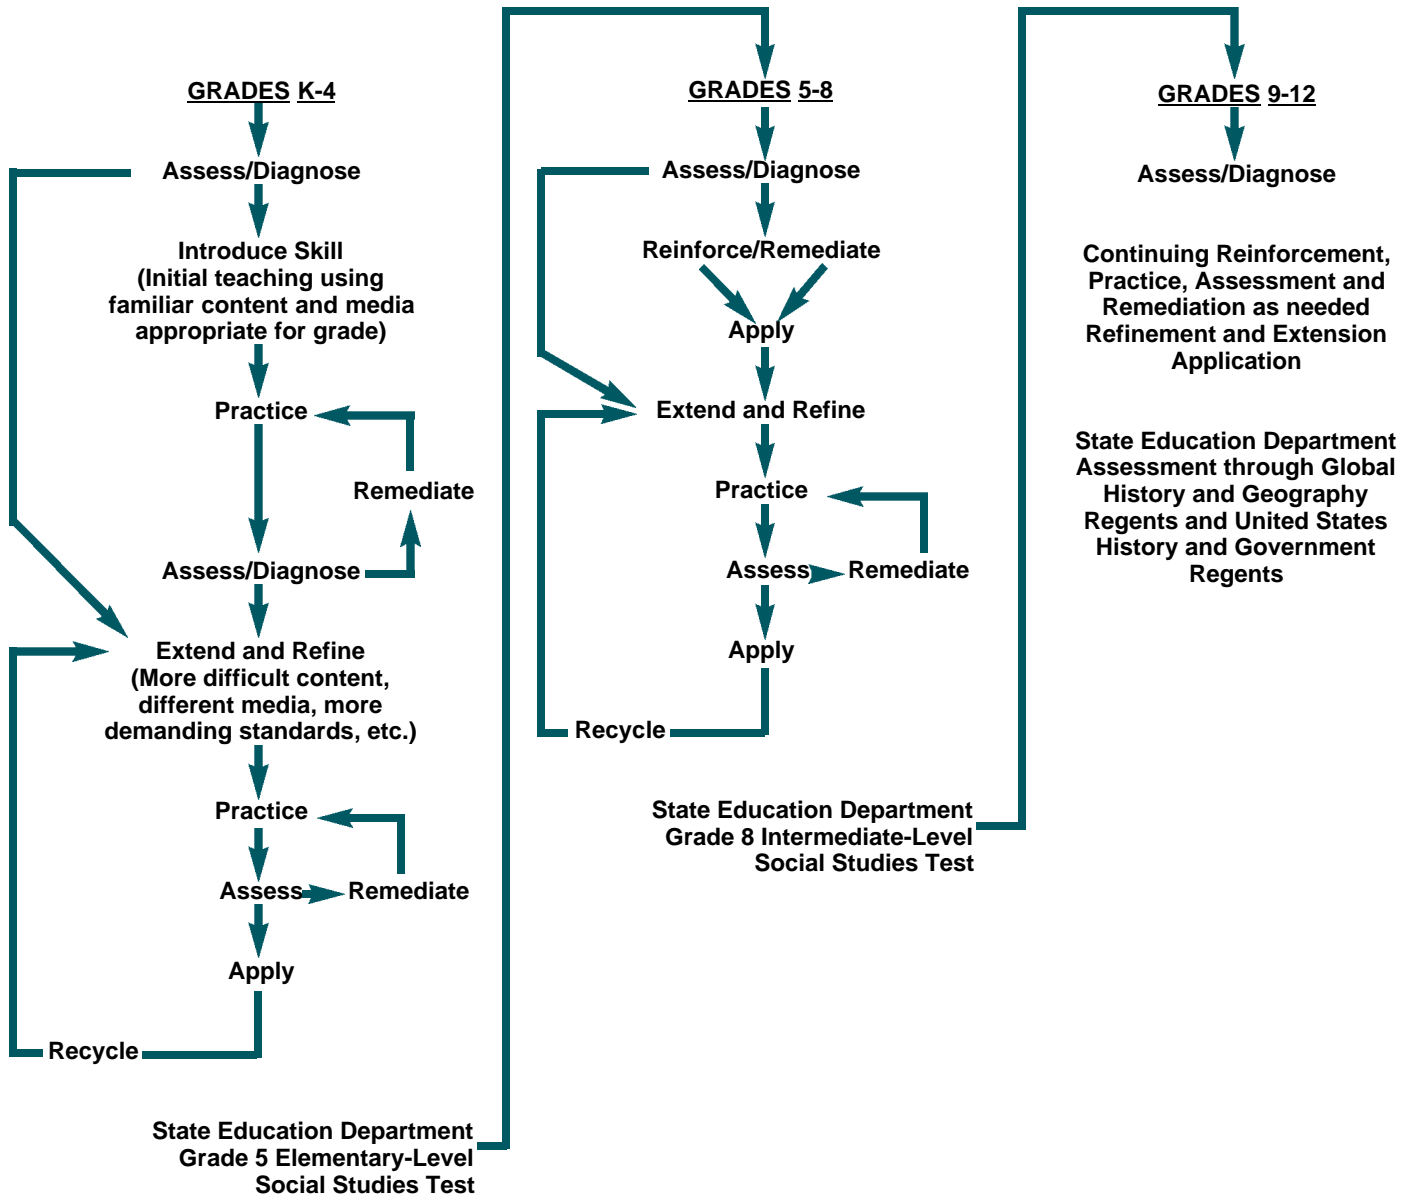 GRADES K-4
Assess/Diagnose
Introduce Skill
(Initial teaching using
familiar content and media
appropriate for grade)
Practice
Remediate
Assess/Diagnose
Extend and Refine
(More difficult content,
different media, more
demanding standards, etc.)
Practice
Assess
Remediate
Apply
Recycle
State Education Department
Grade 5 Elementary-Level
Social Studies Test
GRADES 5-8
Assess/Diagnose
Reinforce/Remediate
Apply
Extend and Refine
Practice
Assess
Remediate
Apply
Recycle
State Education Department
Grade 8 Intermediate-Level
Social Studies Test
GRADES 9-12
Assess/Diagnose
Continuing Reinforcement,
Practice, Assessment and
Remediation as needed
Refinement and Extension
Application
State Education Department
Assessment through Global
History and Geography
Regents and United States
History and Government
Regents